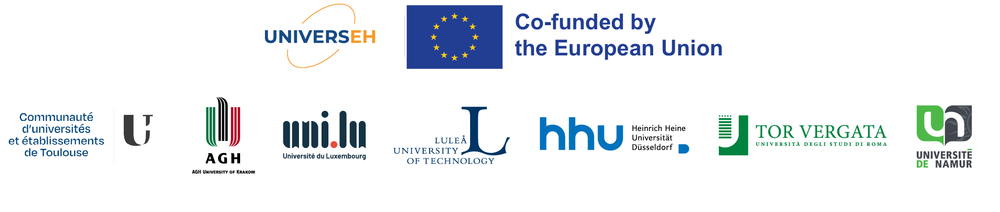 UNIVERSEH
Co-funded by
the European Union
Communauté
d'universités
et établissements
de Toulouse
AGH
AGH University of Krakow
uni.lu
Université du Luxembourg
LULEÅ
UNIVERSITY
OF TECHNOLOGY
hhu
Heinrich Heine
Universität
Düsseldorf
TOR VERGATA
UNIVERSITÀ DEGLI STUDI DI ROMA
un
UNIVERSITÉ
DE NAMUR